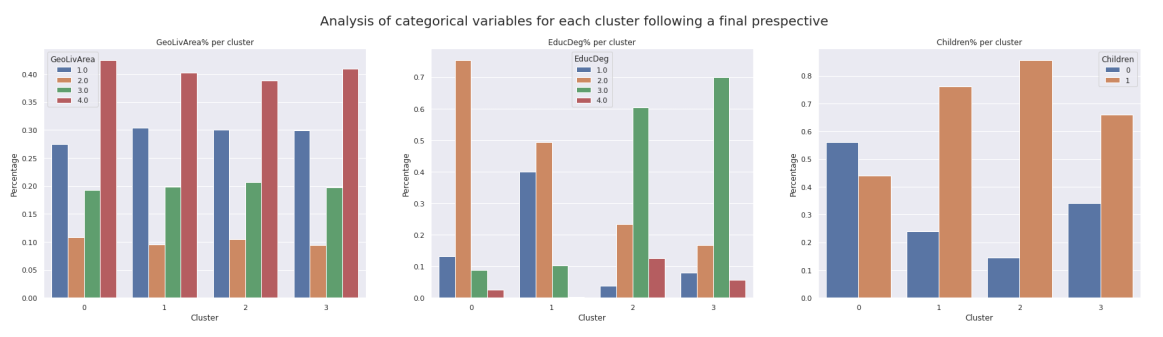 Analysis of categorical variables for each cluster following a final prespective
GeoLivArea% per cluster
GeoLivArea
1.0
2.0
3.0
4.0
0.40
0.35
0.30
0.25
0.20
0.15
0.10
0.05
0.00
Percentage
0 1 2 3
Cluster
EducDeg% per cluster
EducDeg
1.0
2.0
3.0
4.0
0.7
0.6
0.5
0.4
0.3
0.2
0.1
0.0
Percentage
0 1 2 3
Cluster
Children% per cluster
Children
0
1
0.8
0.7
0.6
0.5
0.4
0.3
0.2
0.1
0.0
Percentage
0 1 2 3
Cluster